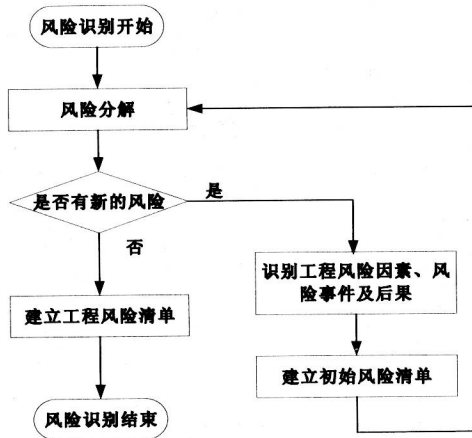 风险识别开始
风险分解
是否有新的风险
是
否
识别工程风险因素、风
险事件及后果
建立工程风险清单
建立初始风险清单
风险识别结束